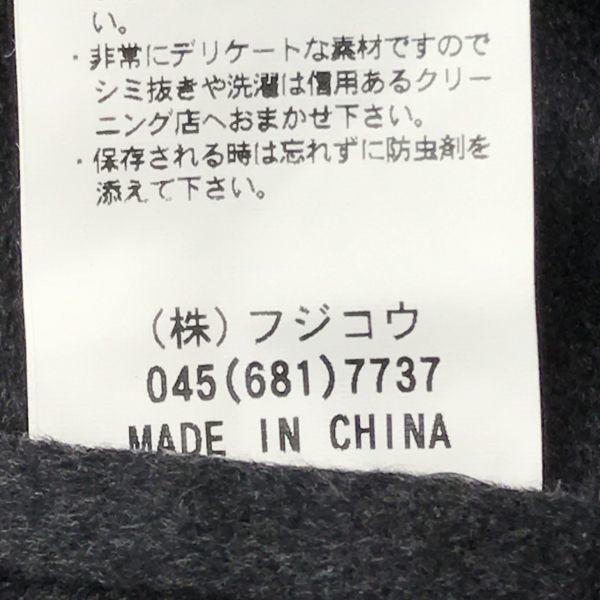 い。
・非常にデリケートな素材ですので
シミ抜きや洗濯は信用あるクリー
ニング店へおまかせ下さい。
・保存される時は忘れずに防虫剤を
添えて下さい。
(株)フジコウ
045(681)7737
MADE IN CHINA